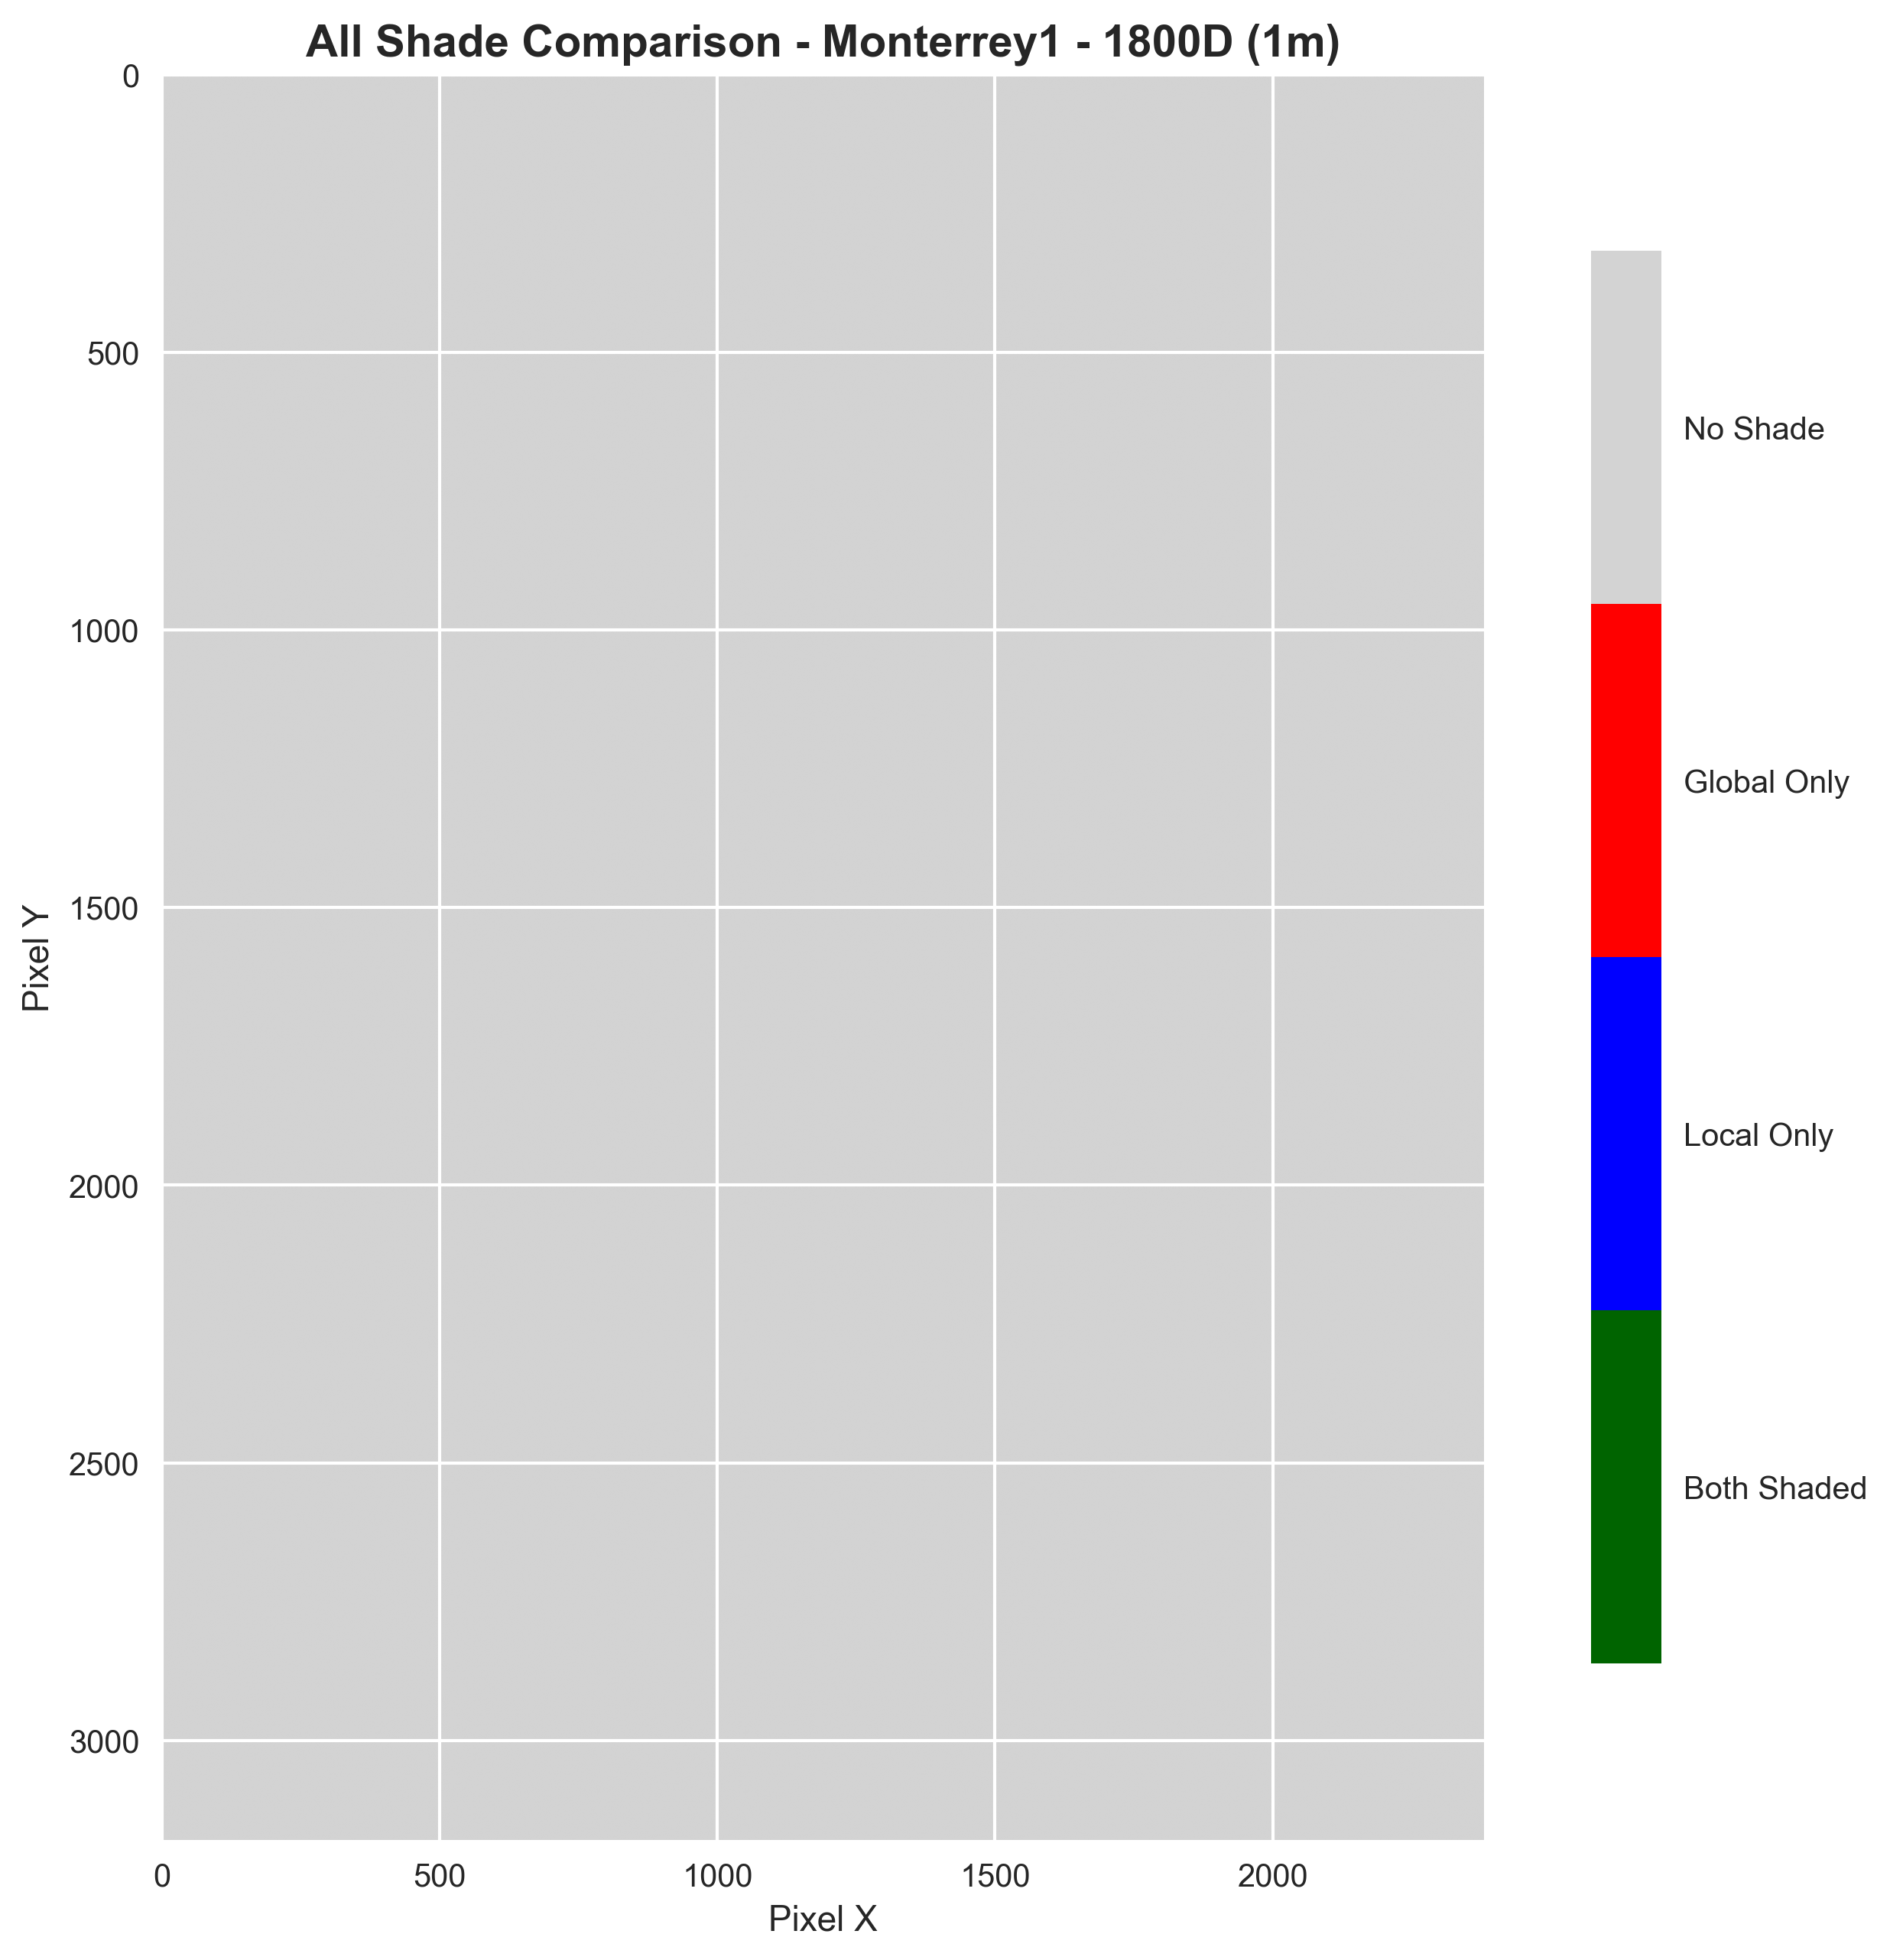 All Shade Comparison - Monterrey1 - 1800D (1m)
0
500
1000
1500
2000
2500
3000
Pixel Y
0 500 1000 1500 2000
Pixel X
No Shade
Global Only
Local Only
Both Shaded